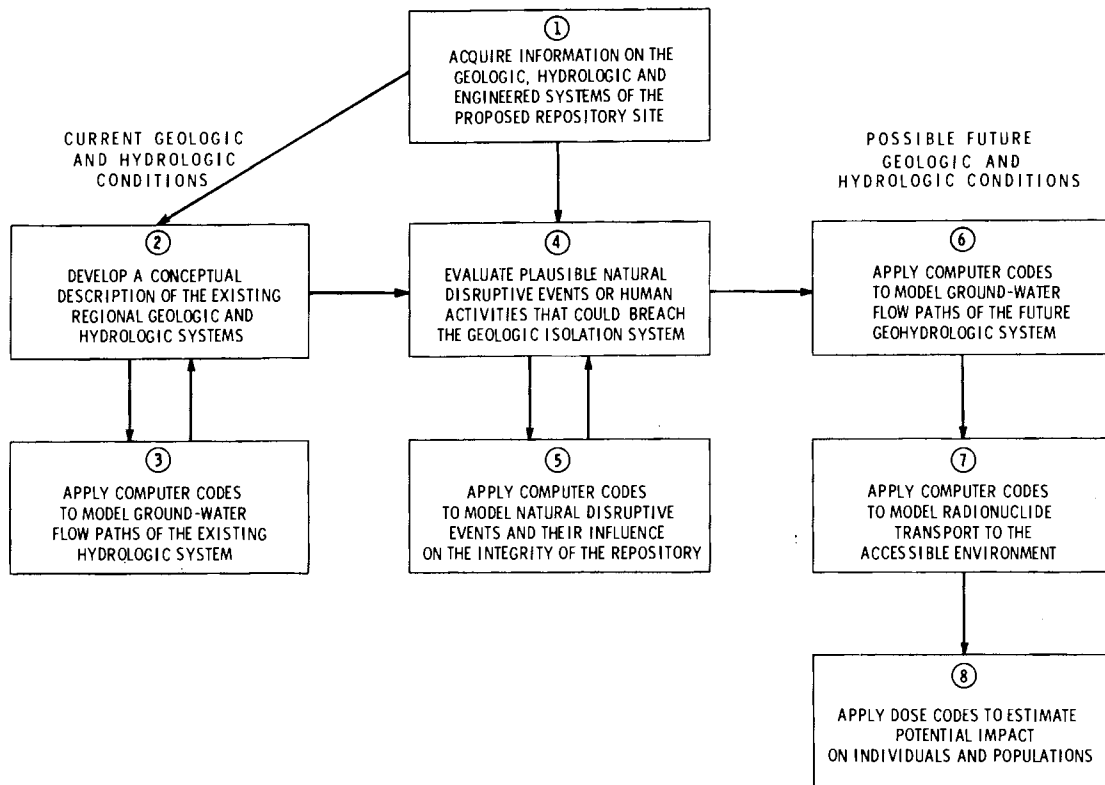 1
ACQUIRE INFORMATION ON THE
GEOLOGIC, HYDROLOGIC AND
ENGINEERED SYSTEMS OF THE
PROPOSED REPOSITORY SITE
CURRENT GEOLOGIC
AND HYDROLOGIC
CONDITIONS
POSSIBLE FUTURE
GEOLOGIC AND
HYDROLOGIC CONDITIONS
2
DEVELOP A CONCEPTUAL
DESCRIPTION OF THE EXISTING
REGIONAL GEOLOGIC AND
HYDROLOGIC SYSTEMS
4
EVALUATE PLAUSIBLE NATURAL
DISRUPTIVE EVENTS OR HUMAN
ACTIVITIES THAT COULD BREACH
THE GEOLOGIC ISOLATION SYSTEM
6
APPLY COMPUTER CODES
TO MODEL GROUND-WATER
FLOW PATHS OF THE FUTURE
GEOHYDROLOGIC SYSTEM
3
APPLY COMPUTER CODES
TO MODEL GROUND-WATER
FLOW PATHS OF THE EXISTING
HYDROLOGIC SYSTEM
5
APPLY COMPUTER CODES
TO MODEL NATURAL DISRUPTIVE
EVENTS AND THEIR INFLUENCE
ON THE INTEGRITY OF THE REPOSITORY
7
APPLY COMPUTER CODES
TO MODEL RADIONUCLIDE
TRANSPORT TO THE
ACCESSIBLE ENVIRONMENT
8
APPLY DOSE CODES TO ESTIMATE
POTENTIAL IMPACT
ON INDIVIDUALS AND POPULATIONS